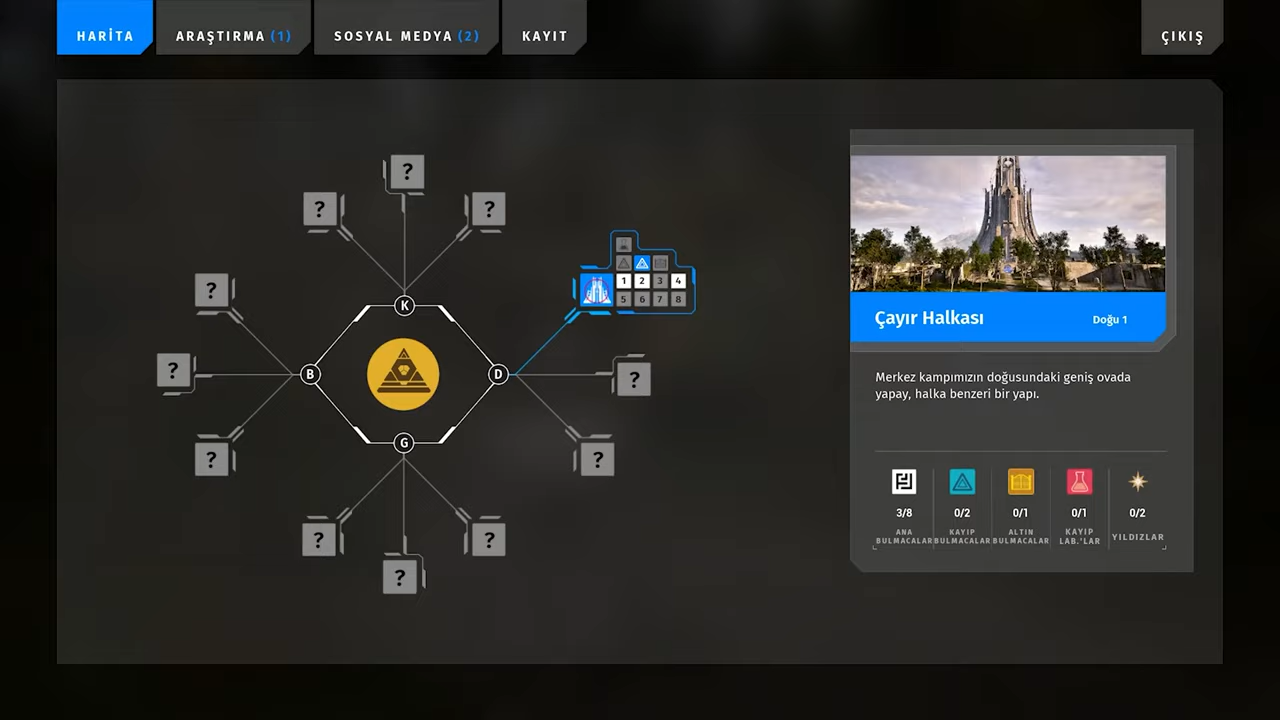 HARİTA
ARAŞTIRMA (1)
SOSYAL MEDYA (2)
KAYIT
ÇIKIŞ
?
?
?
?
1 2 3 4
5 6 7 8
K
?
?
B
D
?
G
?
?
?
?
?
Çayır Halkası
Doğu 1
Merkez kampımızın doğusundaki geniş ovada
yapay, halka benzeri bir yapı.
3/8
0/2
0/1
0/1
0/2
ANA
BULMACALAR
KAYIP
BULMACALAR
ALTIN
BULMACALAR
KAYIP
LAB.'LAR
YILDIZLAR